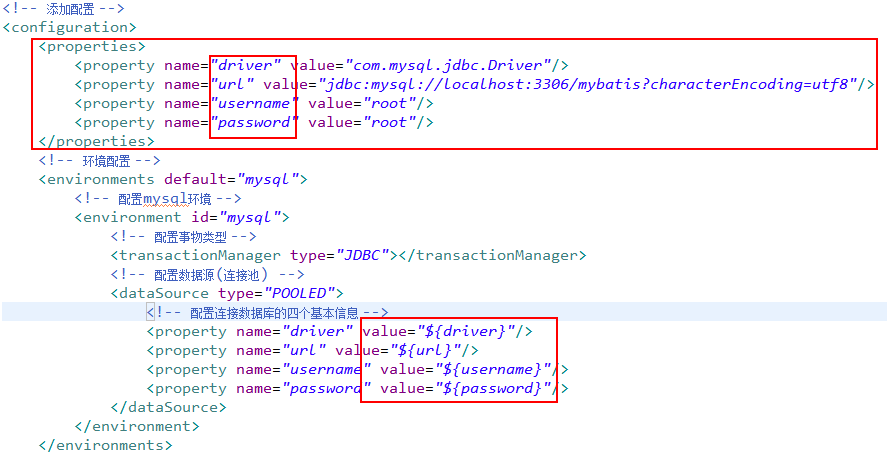 <!-- 添加配置 -->
<configuration>
<properties>
<property name="driver" value="com.mysql.jdbc.Driver"/>
<property name="url" value="jdbc:mysql://localhost:3306/mybatis?characterEncoding=utf8"/>
<property name="username" value="root"/>
<property name="password" value="root"/>
</properties>
<!-- 环境配置 -->
<environments default="mysql">
<!-- 配置mysql环境 -->
<environment id="mysql">
<!-- 配置事物类型 -->
<transactionManager type="JDBC"></transactionManager>
<!-- 配置数据源(连接池) -->
<dataSource type="POOLED">
<!-- 配置连接数据库的四个基本信息 -->
<property name="driver" value="${driver}"/>
<property name="url" value="${url}"/>
<property name="username" value="${username}"/>
<property name="password" value="${password}"/>
</dataSource>
</environment>
</environments>